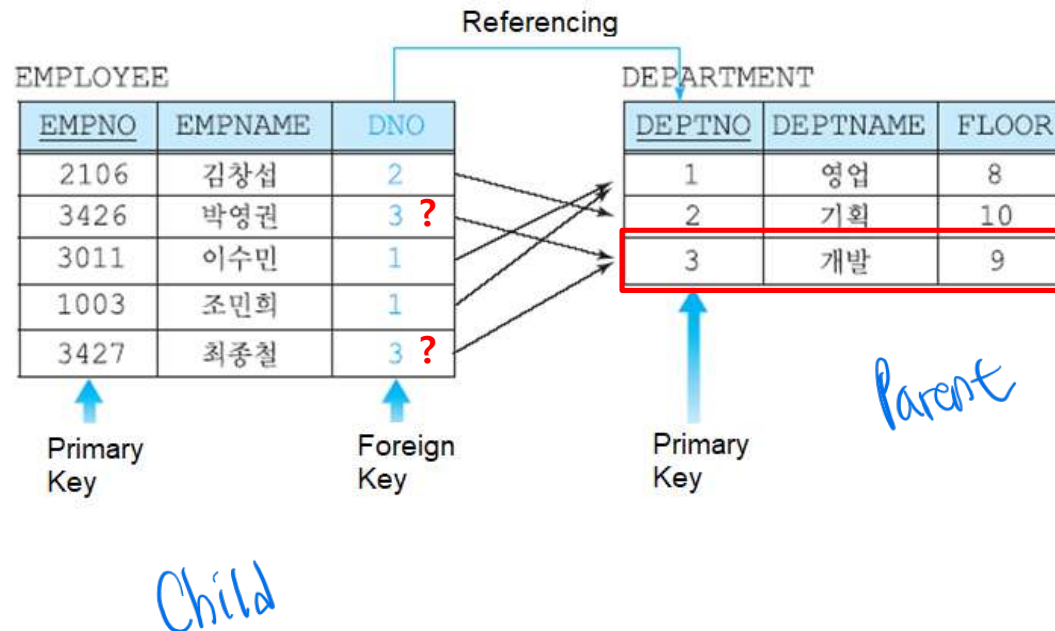 Referencing
EMPLOYEE
EMPNO EMPNAME DNO
2106 김창섭 2
3426 박영권 3 ?
3011 이수민 1
1003 조민희 1
3427 최종철 3 ?
Primary
Key
Foreign
Key
DEPARTMENT
DEPTNO DEPTNAME FLOOR
1 영업 8
2 기획 10
3 개발 9
Primary
Key
Parent
Child